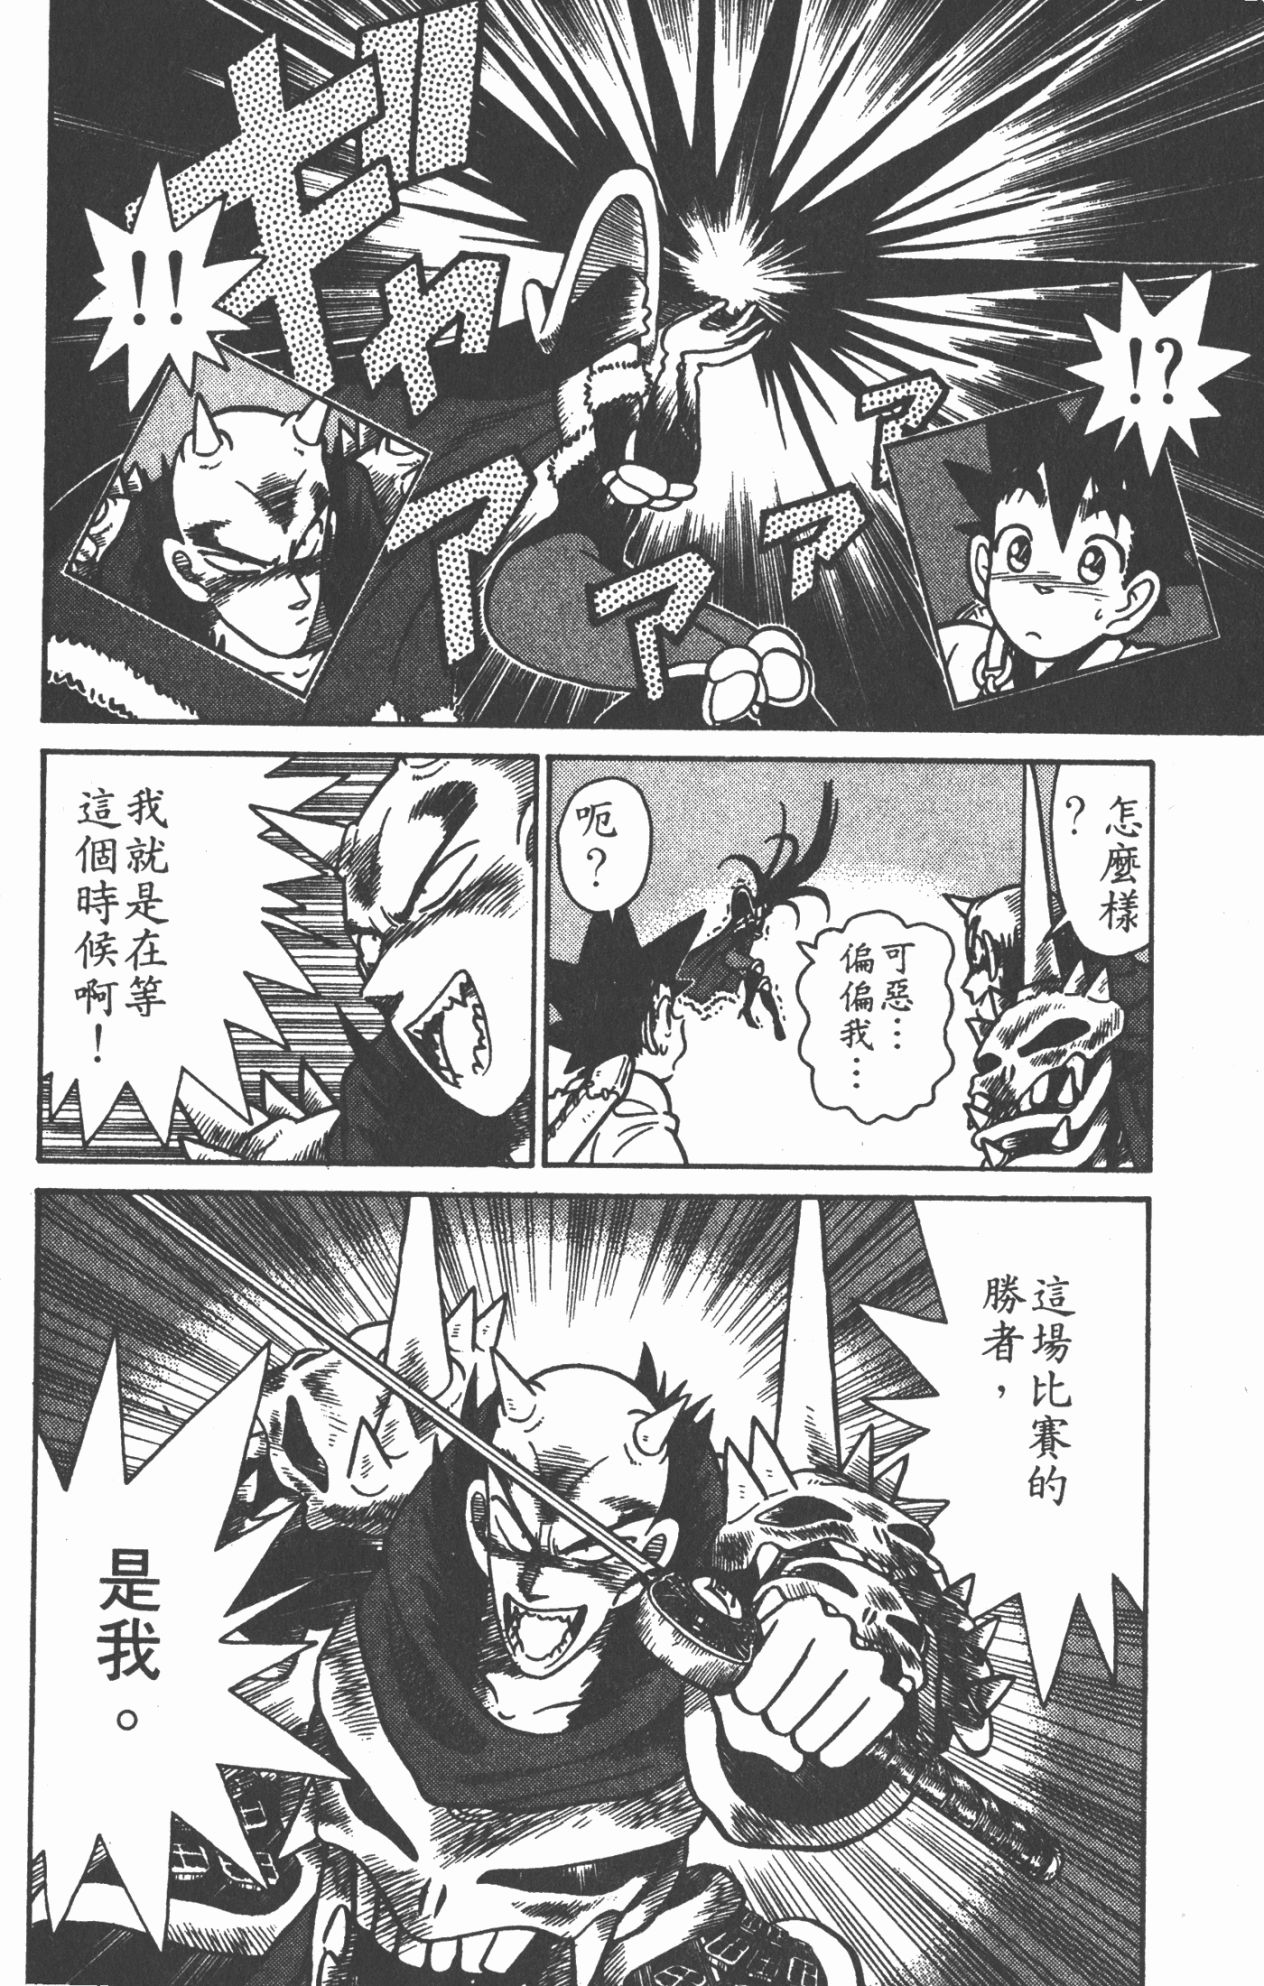 !?
ギャアアアア
!!
怎麼樣
?
可惡…
偏偏我…
呃?
我就是在等
這個時候啊!
這場比賽的
勝者,
是我。